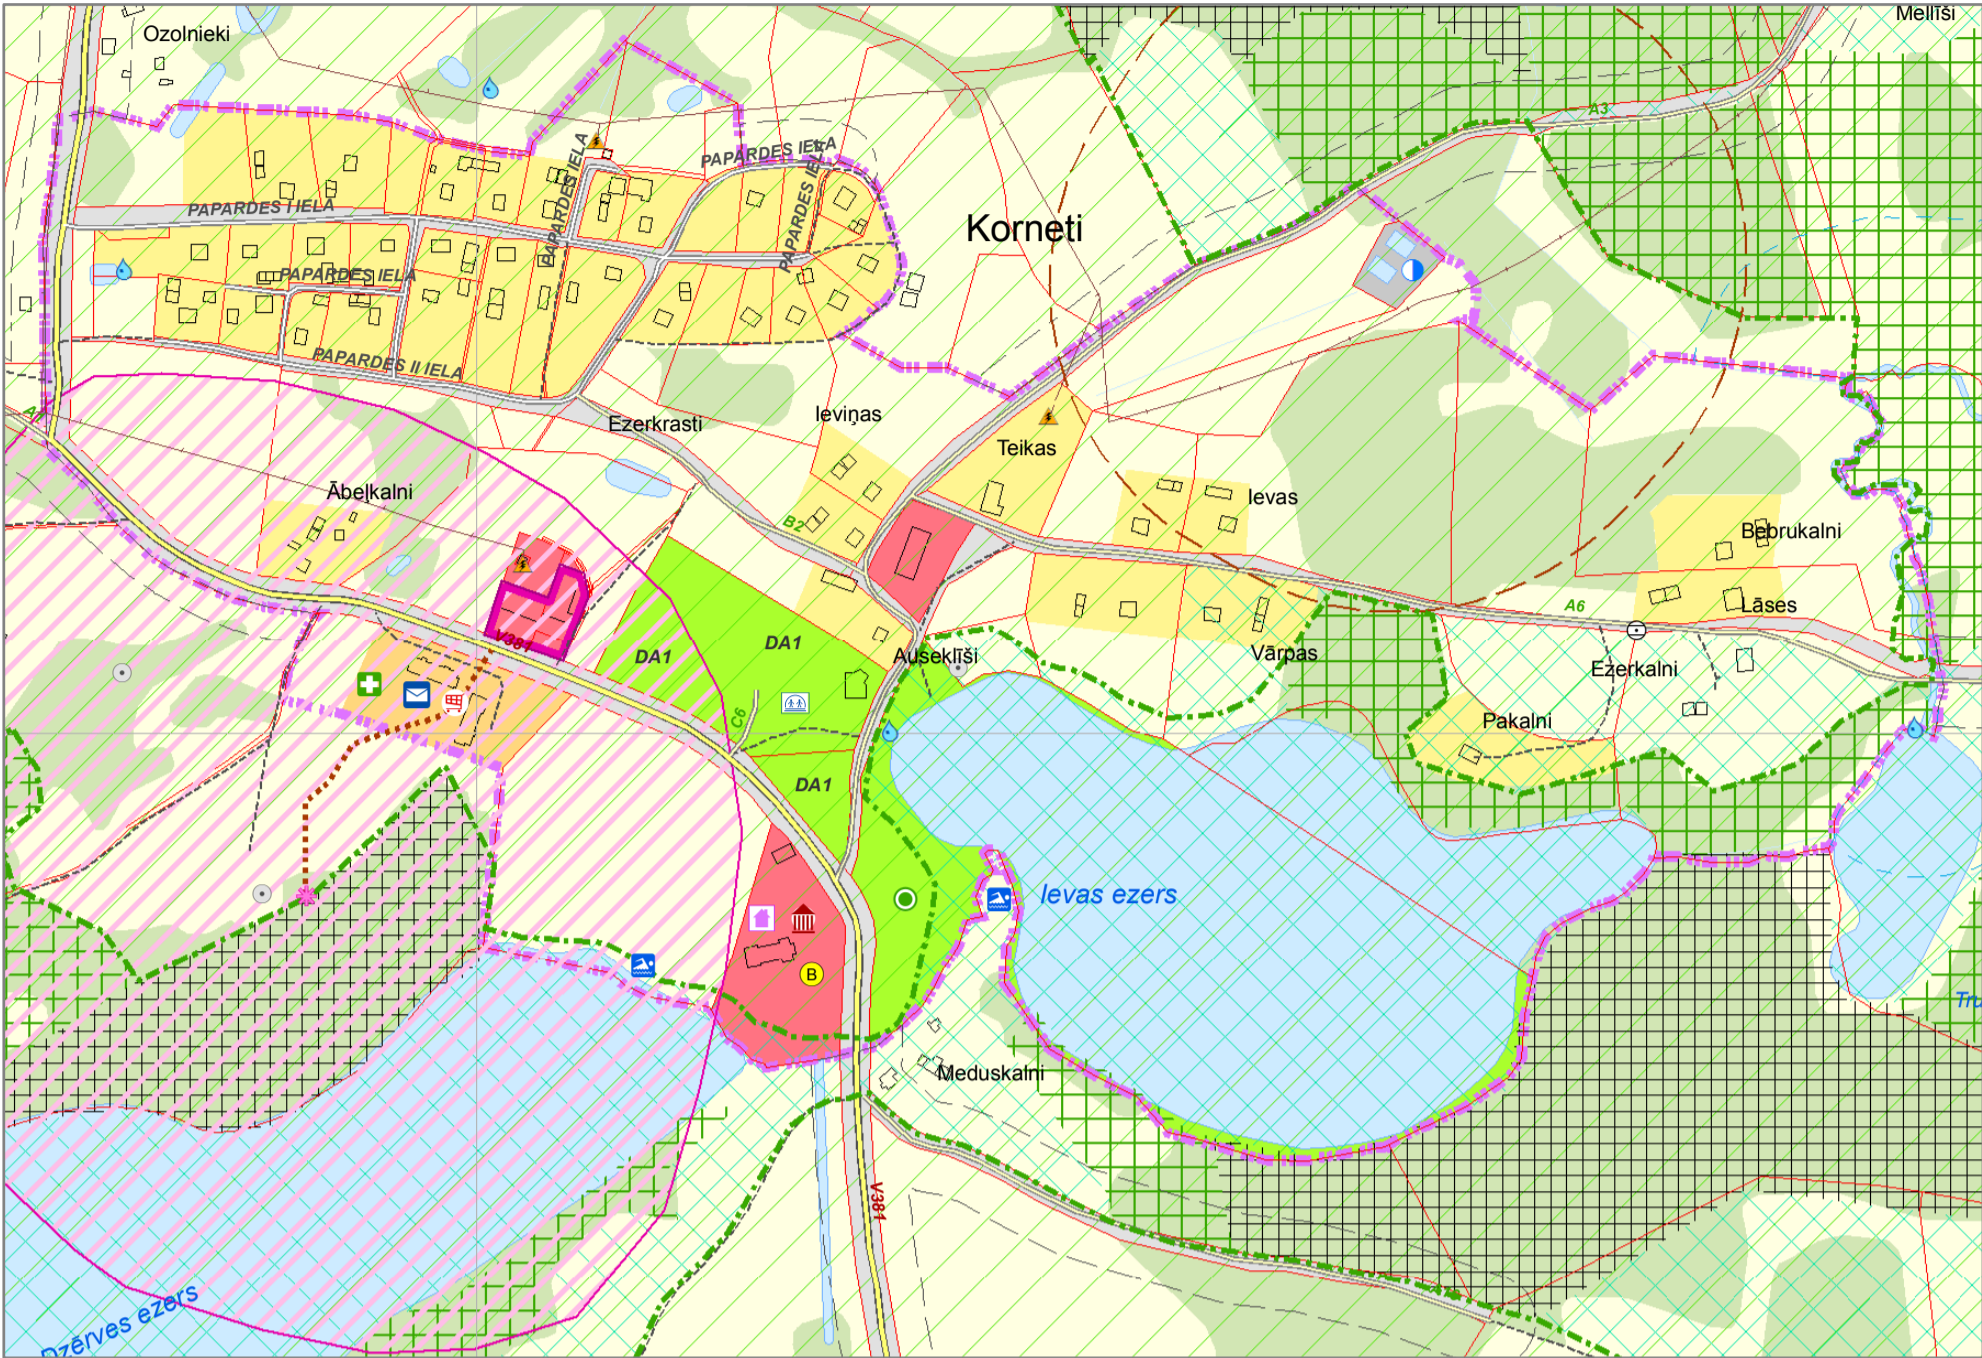 Ozolnieki
Mellīši
A3
PAPARDES IELA
PAPARDES IELA
PAPARDES IELA
PAPARDES I IELA
Korneti
PAPARDES IELA
PAPARDES II IELA
Ezerkrasti
Ieviņas
Teikas
Ābeļkalni
Ievas
B2
Bebrukalni
A6
Lāses
V381
DA1
DA1
Auseklīši
Vārpas
Ezerkalni
C6
Pakalni
DA1
Ievas ezers
B
Meduskalni
V381
Dzērves ezers